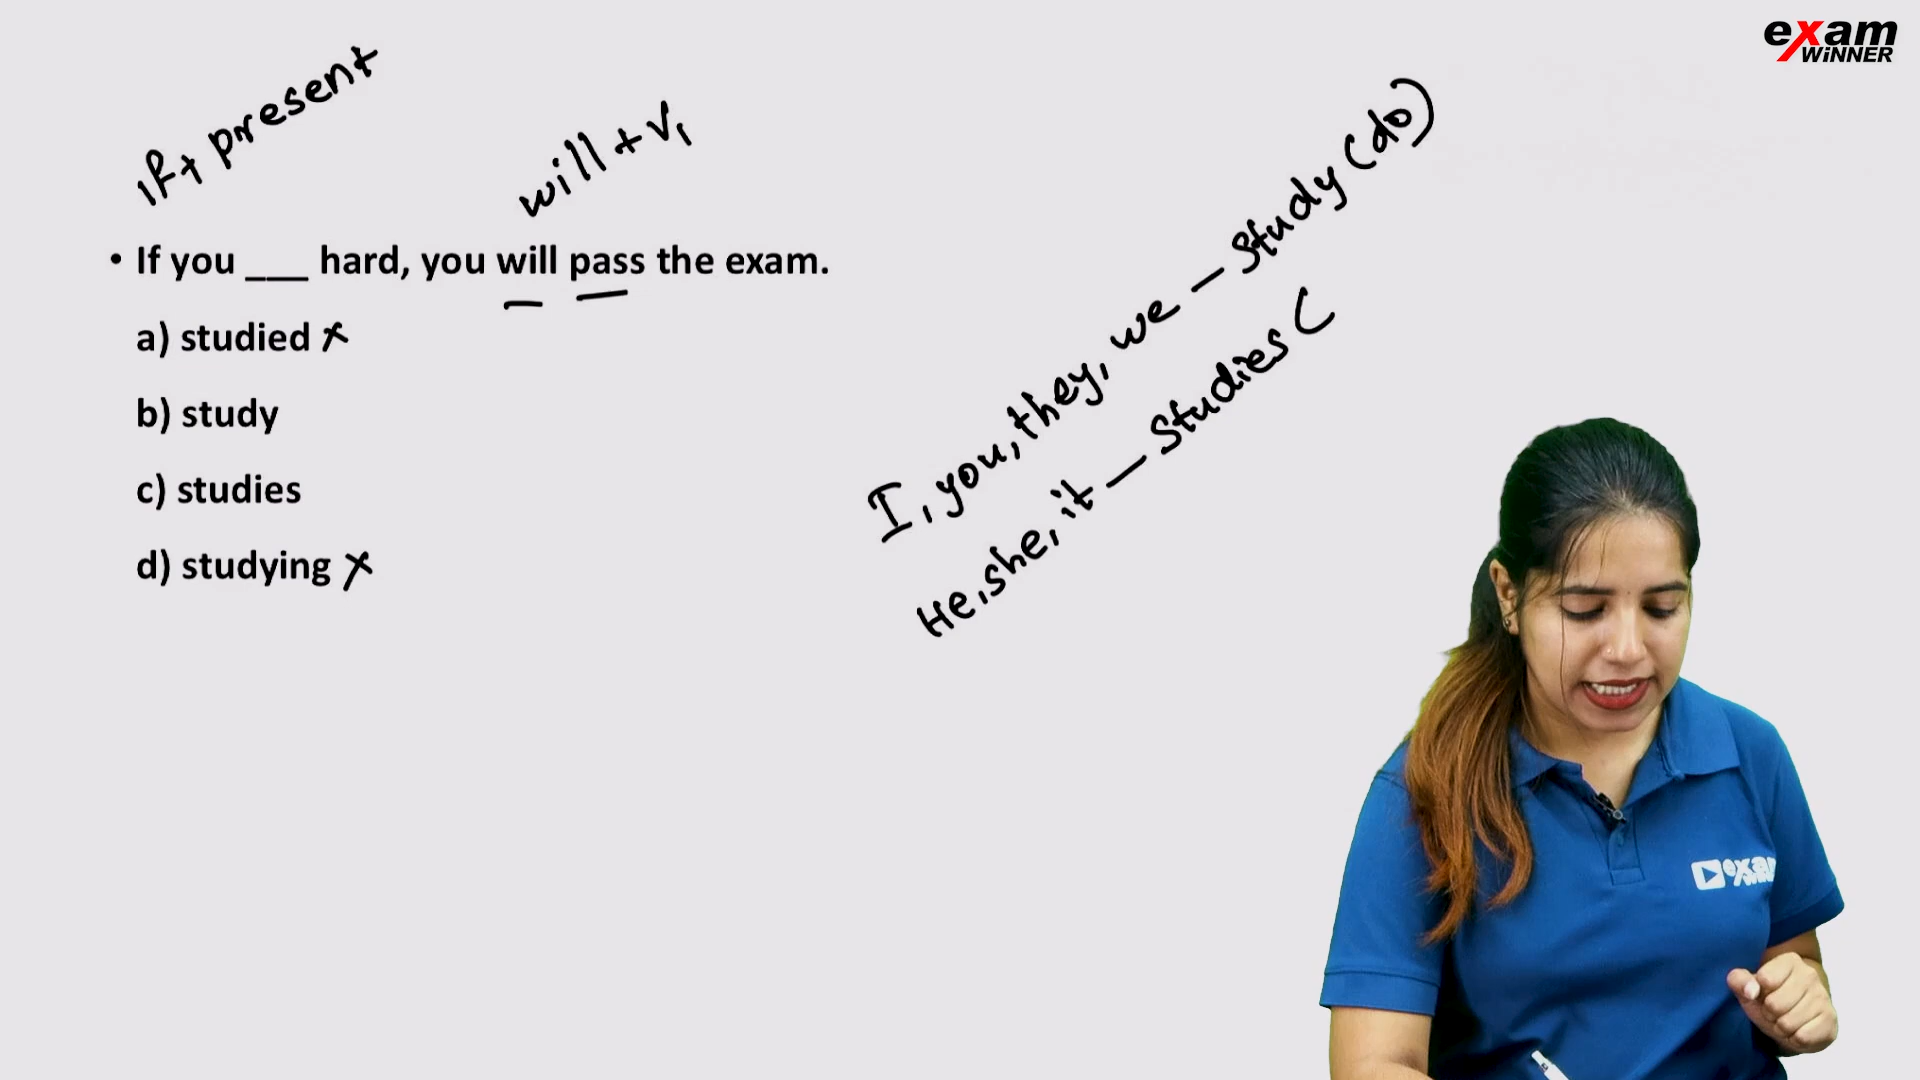 exam
WiNNER
if+ present
will + V1
• If you ___ hard, you will pass the exam.
a) studied ✗
b) study
c) studies
d) studying ✗
I, you, they, we — Study (do)
He, she, it — Studies (
exam